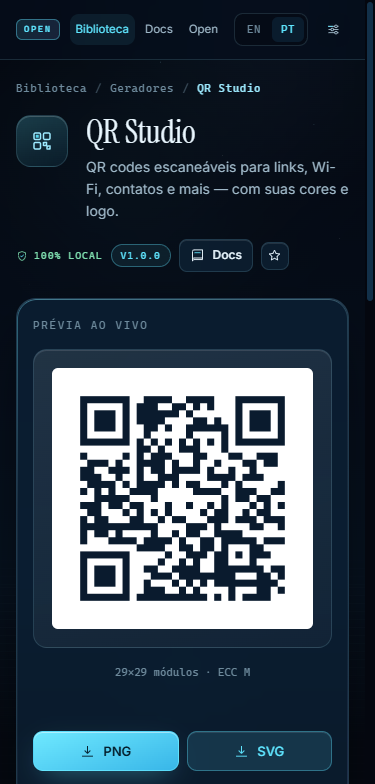 OPEN Biblioteca Docs Open EN PT
Biblioteca / Geradores / QR Studio
QR Studio
QR codes escaneáveis para links, Wi-
Fi, contatos e mais — com suas cores e
logo.
100% LOCAL V1.0.0 Docs
PRÉVIA AO VIVO
29×29 módulos · ECC M
PNG SVG